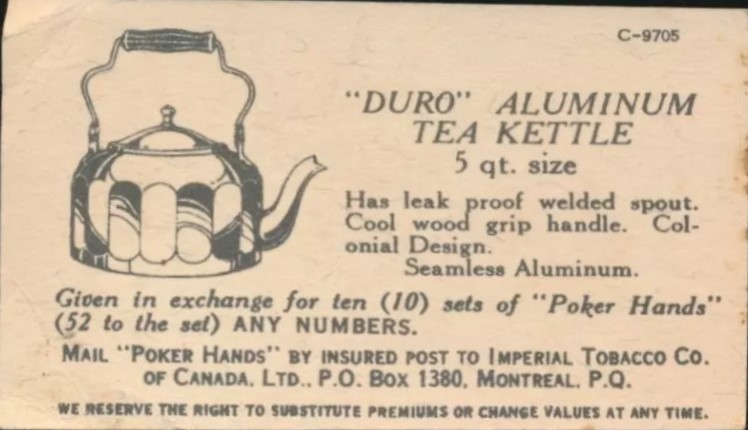 C-9705
"DURO" ALUMINUM
TEA KETTLE
5 qt. size
Has leak proof welded spout.
Cool wood grip handle. Col-
onial Design.
Seamless Aluminum.
Given in exchange for ten (10) sets of "Poker Hands"
(52 to the set) ANY NUMBERS.
MAIL "POKER HANDS" BY INSURED POST TO IMPERIAL TOBACCO CO.
OF CANADA, LTD., P.O. BOX 1380, MONTREAL, P.Q.
WE RESERVE THE RIGHT TO SUBSTITUTE PREMIUMS OR CHANGE VALUES AT ANY TIME.